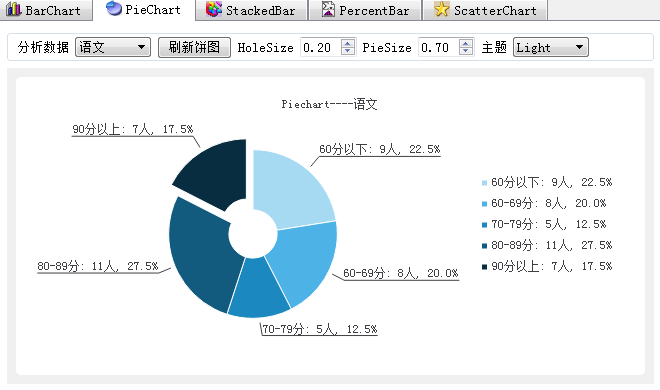 BarChart PieChart StackedBar PercentBar ScatterChart
分析数据 语文 刷新饼图 HoleSize 0.20 PieSize 0.70 主题 Light
Piechart----语文
90分以上: 7人, 17.5%
60分以下: 9人, 22.5%
80-89分: 11人, 27.5%
60-69分: 8人, 20.0%
70-79分: 5人, 12.5%
60分以下: 9人, 22.5%
60-69分: 8人, 20.0%
70-79分: 5人, 12.5%
80-89分: 11人, 27.5%
90分以上: 7人, 17.5%